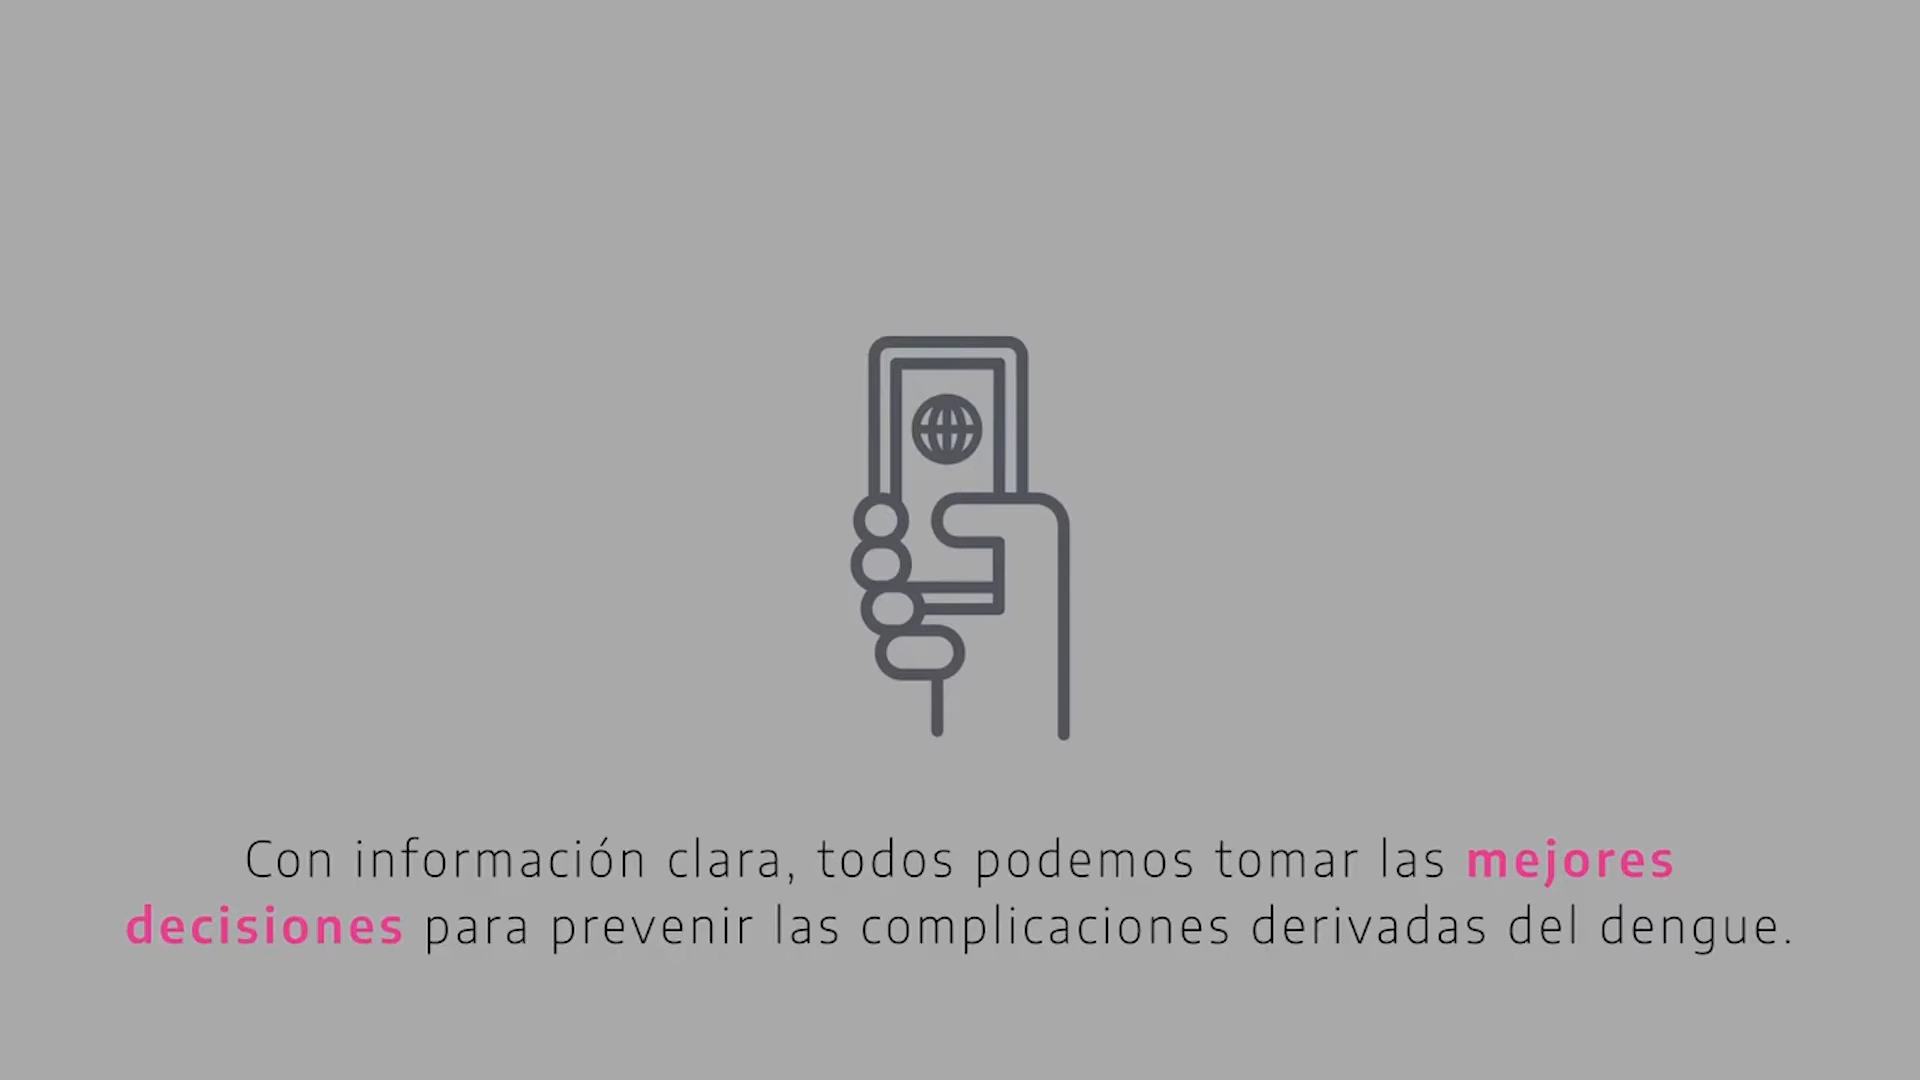 Con información clara, todos podemos tomar las mejores
decisiones para prevenir las complicaciones derivadas del dengue.